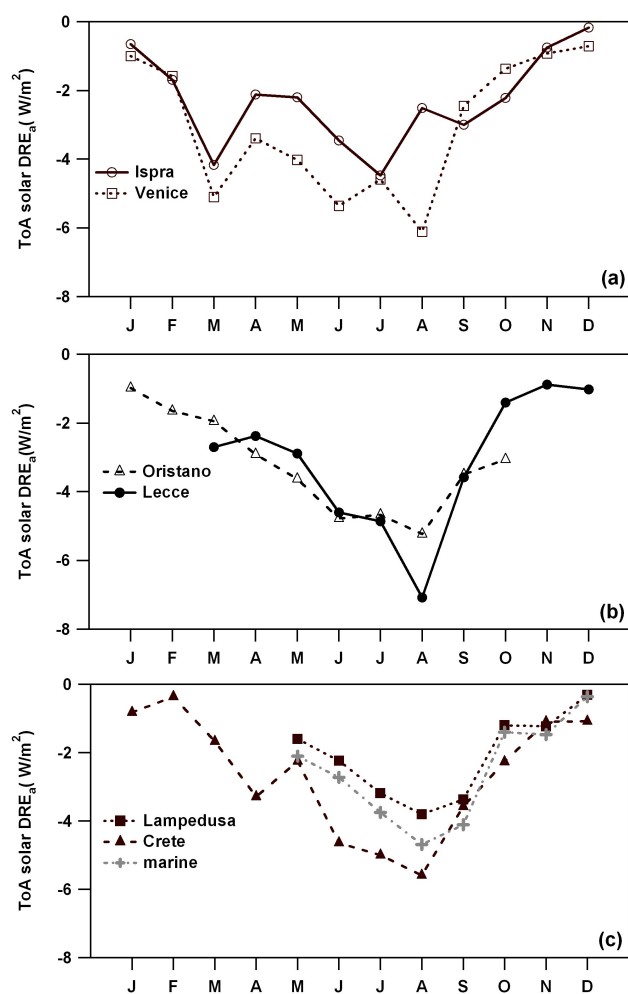 0
-2
-4
-6
-8
ToA solar DREa( W/m2)
Ispra
Venice
(a)
J F M A M J J A S O N D
0
-2
-4
-6
-8
ToA solar DREa(W/m2)
Oristano
Lecce
(b)
J F M A M J J A S O N D
0
-2
-4
-6
-8
ToA solar DREa( W/m2)
Lampedusa
Crete
marine
(c)
J F M A M J J A S O N D